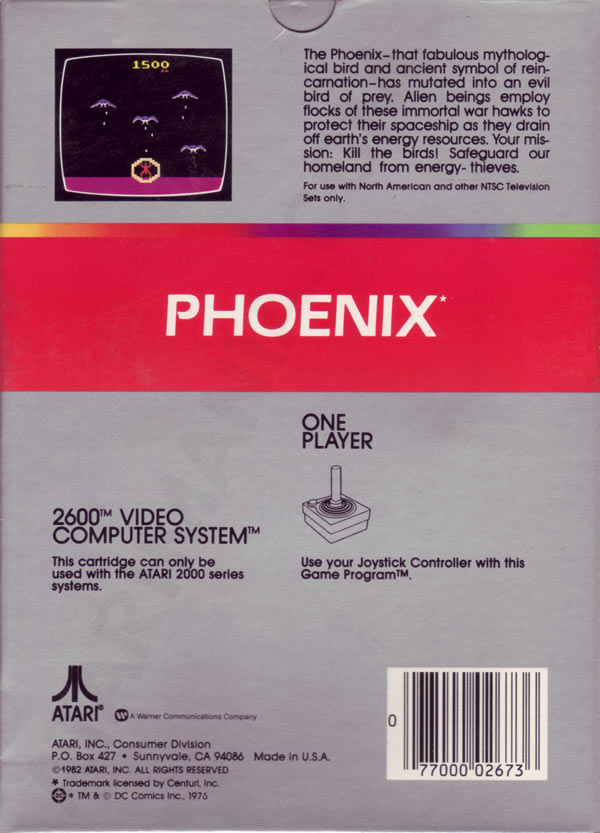 1500
The Phoenix–that fabulous mytholog-
ical bird and ancient symbol of rein-
carnation–has mutated into an evil
bird of prey. Alien beings employ
flocks of these immortal war hawks to
protect their spaceship as they drain
off earth's energy resources. Your mis-
sion: Kill the birds! Safeguard our
homeland from energy- thieves.
For use with North American and other NTSC Television
Sets only.
PHOENIX*
ONE
PLAYER
2600™ VIDEO
COMPUTER SYSTEM™
This cartridge can only be
used with the ATARI 2000 series
systems.
Use your Joystick Controller with this
Game Program™.
ATARI®
A Warner Communications Company
ATARI, INC., Consumer Division
P.O. Box 427 • Sunnyvale, CA 94086 Made in U.S.A.
©1982 ATARI, INC. ALL RIGHTS RESERVED
* Trademark licensed by Centuri, Inc.
* TM & © DC Comics Inc., 1976
0 77000 02673